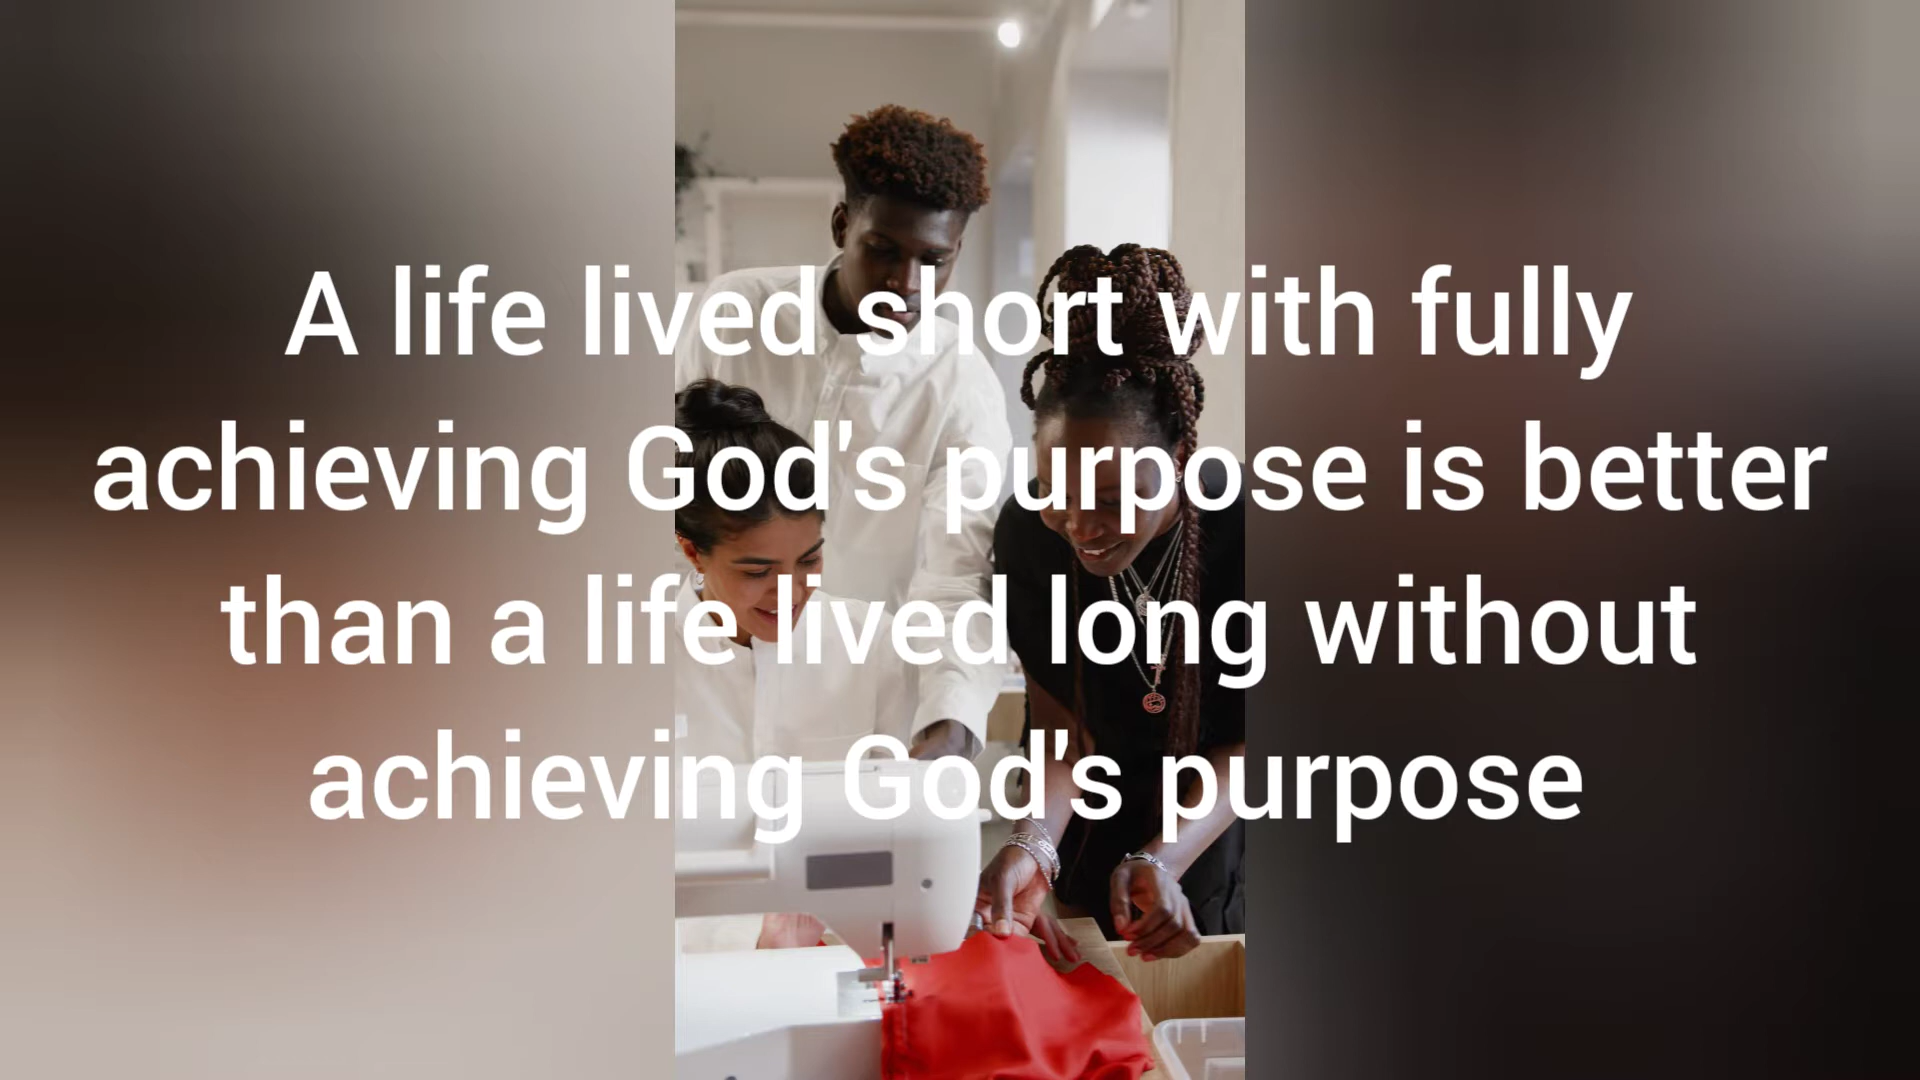 A life lived short with fully
achieving God's purpose is better
than a life lived long without
achieving God's purpose